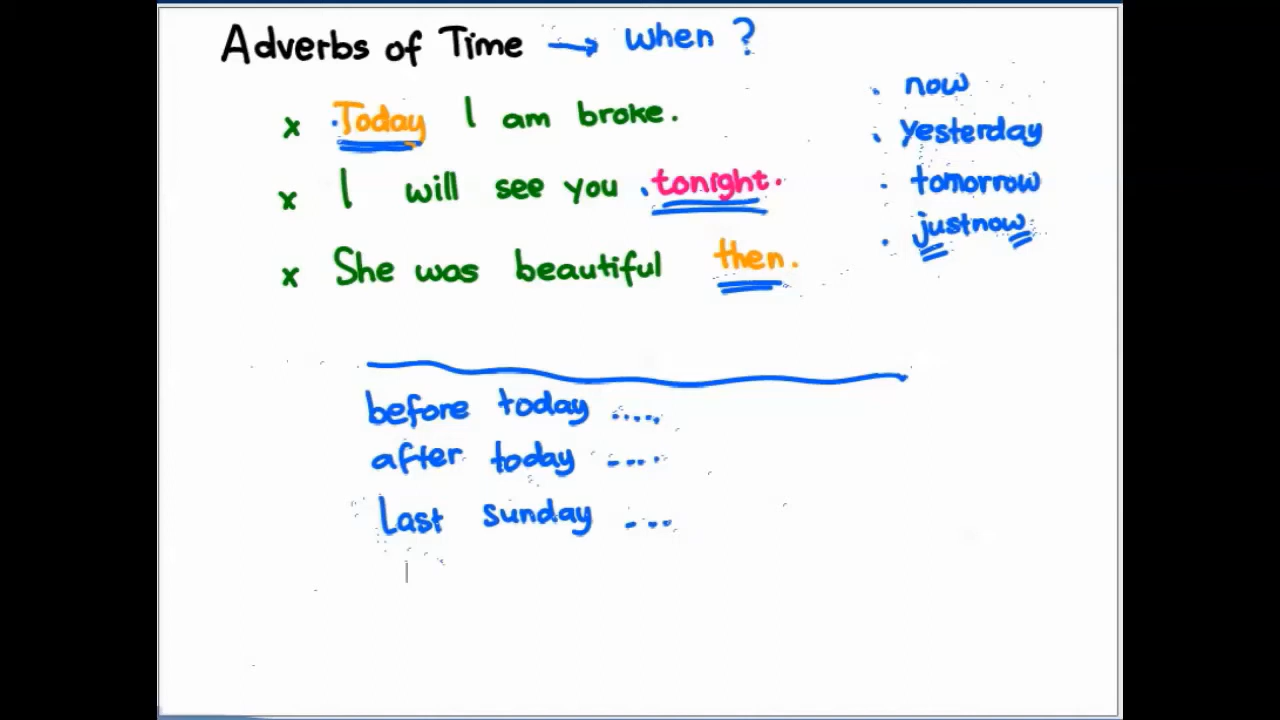 Adverbs of Time → when ?
x Today I am broke.
x I will see you tonight.
x She was beautiful then.
. now
. yesterday
. tomorrow
. justnow
before today .....
after today ....
Last sunday ...